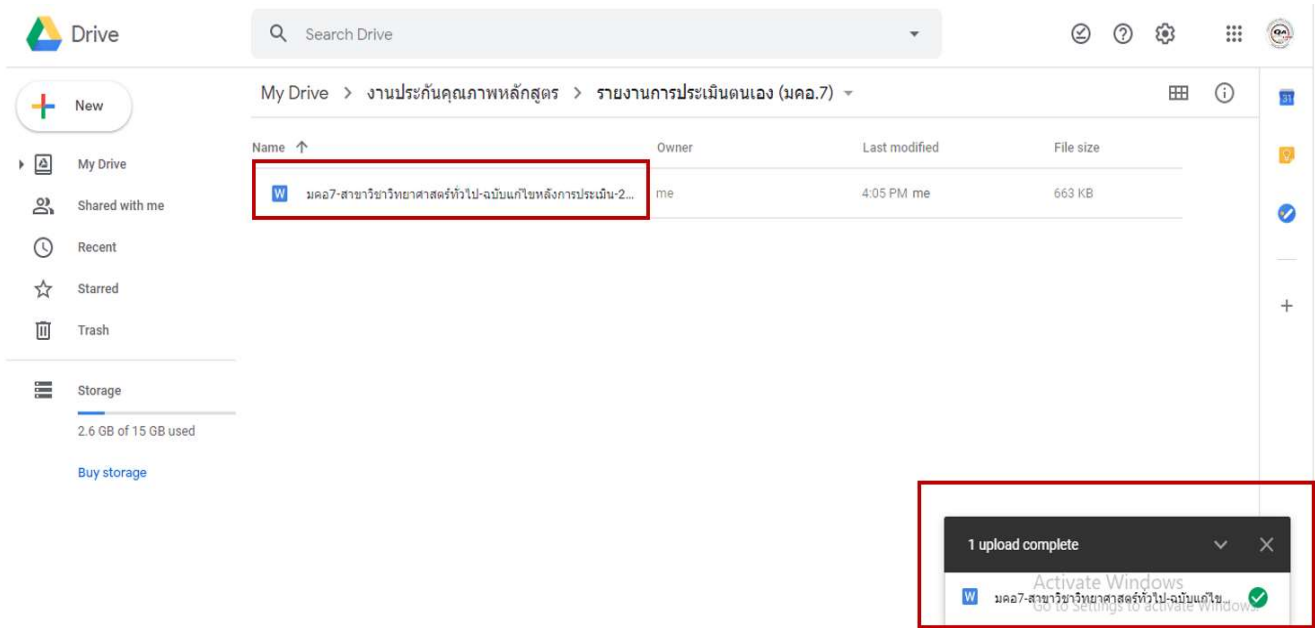 Drive
Search Drive
QA
New
My Drive > งานประกันคุณภาพหลักสูตร > รายงานการประเมินตนเอง (มคอ.7)
31
Name
Owner
Last modified
File size
W มคอ7-สาขาวิชาวิทยาศาสตร์ทั่วไป-ฉบับแก้ไขหลังการประเมิน-2...
me
4:05 PM me
663 KB
My Drive
Shared with me
Recent
Starred
Trash
Storage
2.6 GB of 15 GB used
Buy storage
1 upload complete
Activate Windows
W มคอ7-สาขาวิชาวิทยาศาสตร์ทั่วไป-ฉบับแก้ไข...
Go to Settings to activate Windows.